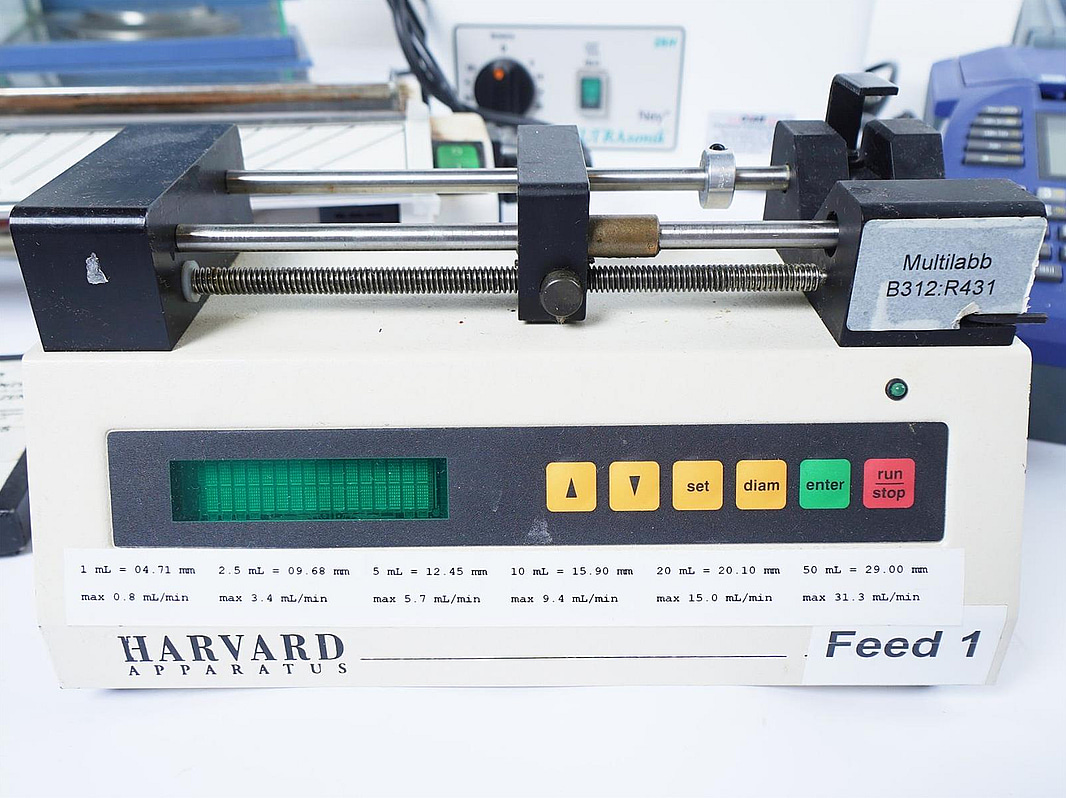 Hey
ULTRAsonik
Multilabb
B312:R431
set
diam
enter
run
stop
1 mL = 04.71 mm
2.5 mL = 09.68 mm
5 mL = 12.45 mm
10 mL = 15.90 mm
20 mL = 20.10 mm
50 mL = 29.00 mm
max 0.8 mL/min
max 3.4 mL/min
max 5.7 mL/min
max 9.4 mL/min
max 15.0 mL/min
max 31.3 mL/min
HARVARD
APPARATUS
Feed 1